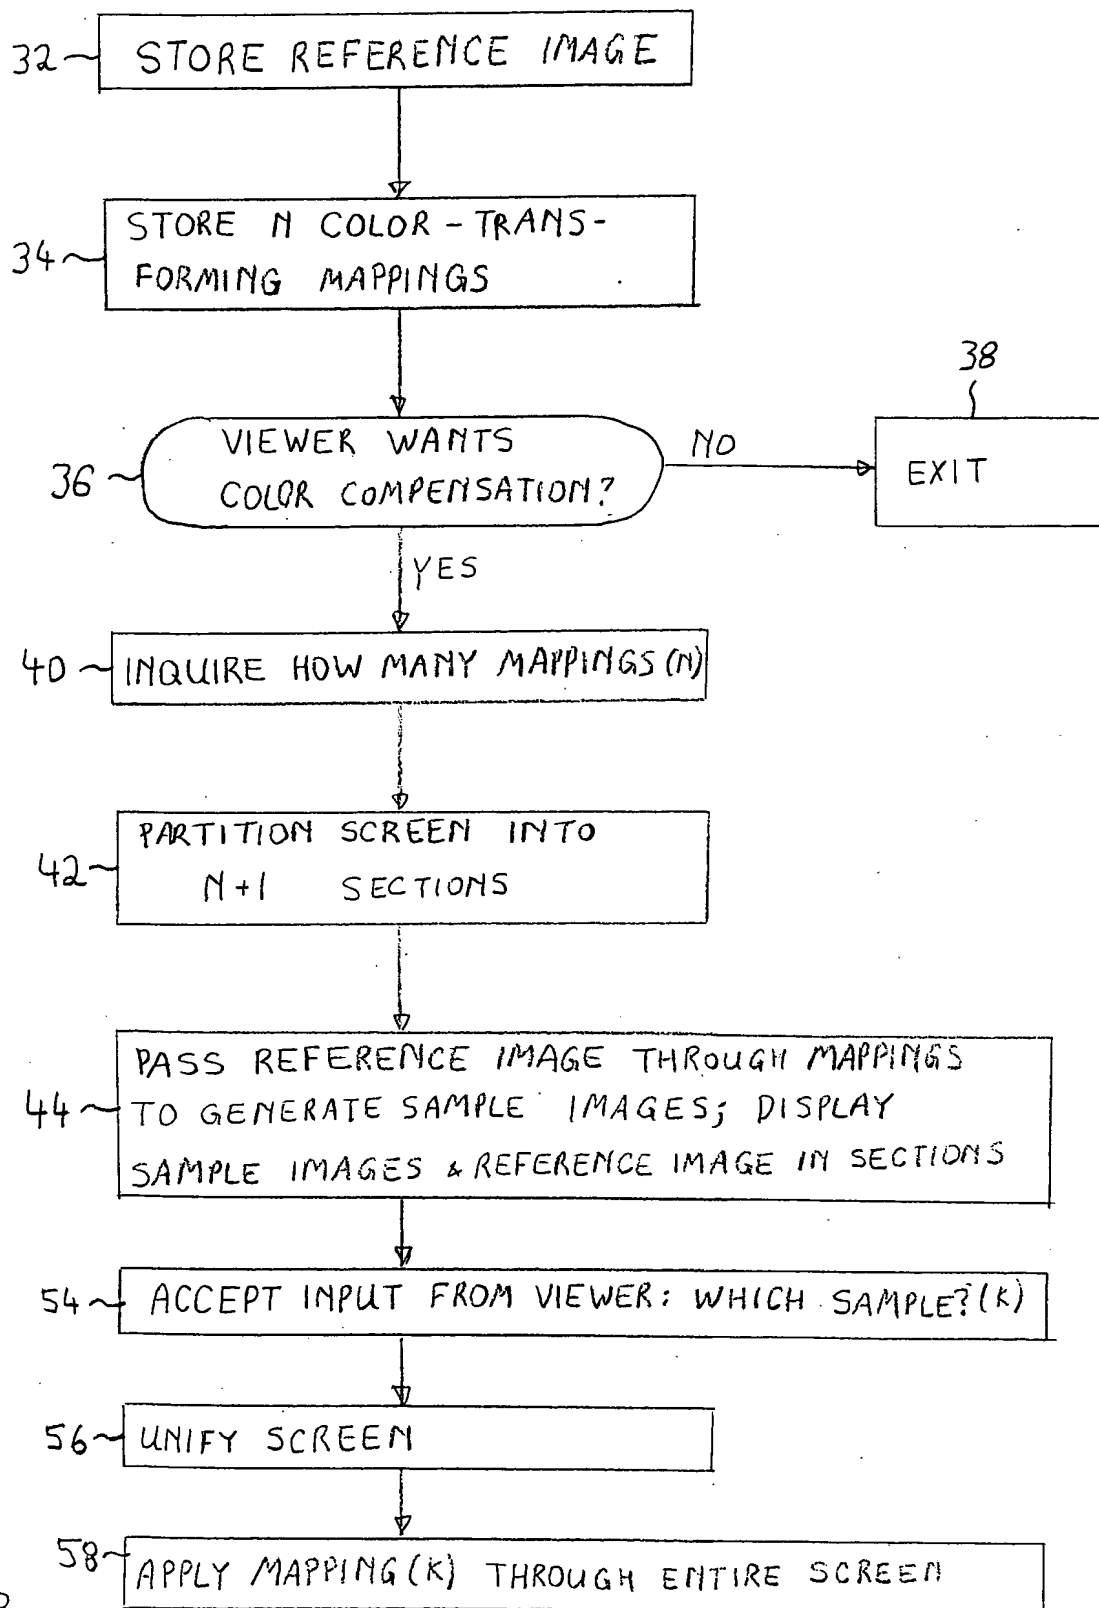 32
STORE REFERENCE IMAGE
34
STORE N COLOR-TRANS-
FORMING MAPPINGS
38
36
VIEWER WANTS
COLOR COMPENSATION?
NO
EXIT
YES
40
INQUIRE HOW MANY MAPPINGS (N)
42
PARTITION SCREEN INTO
N+1 SECTIONS
44
PASS REFERENCE IMAGE THROUGH MAPPINGS
TO GENERATE SAMPLE IMAGES; DISPLAY
SAMPLE IMAGES & REFERENCE IMAGE IN SECTIONS
54
ACCEPT INPUT FROM VIEWER: WHICH SAMPLE? (K)
56
UNIFY SCREEN
58
APPLY MAPPING (K) THROUGH ENTIRE SCREEN